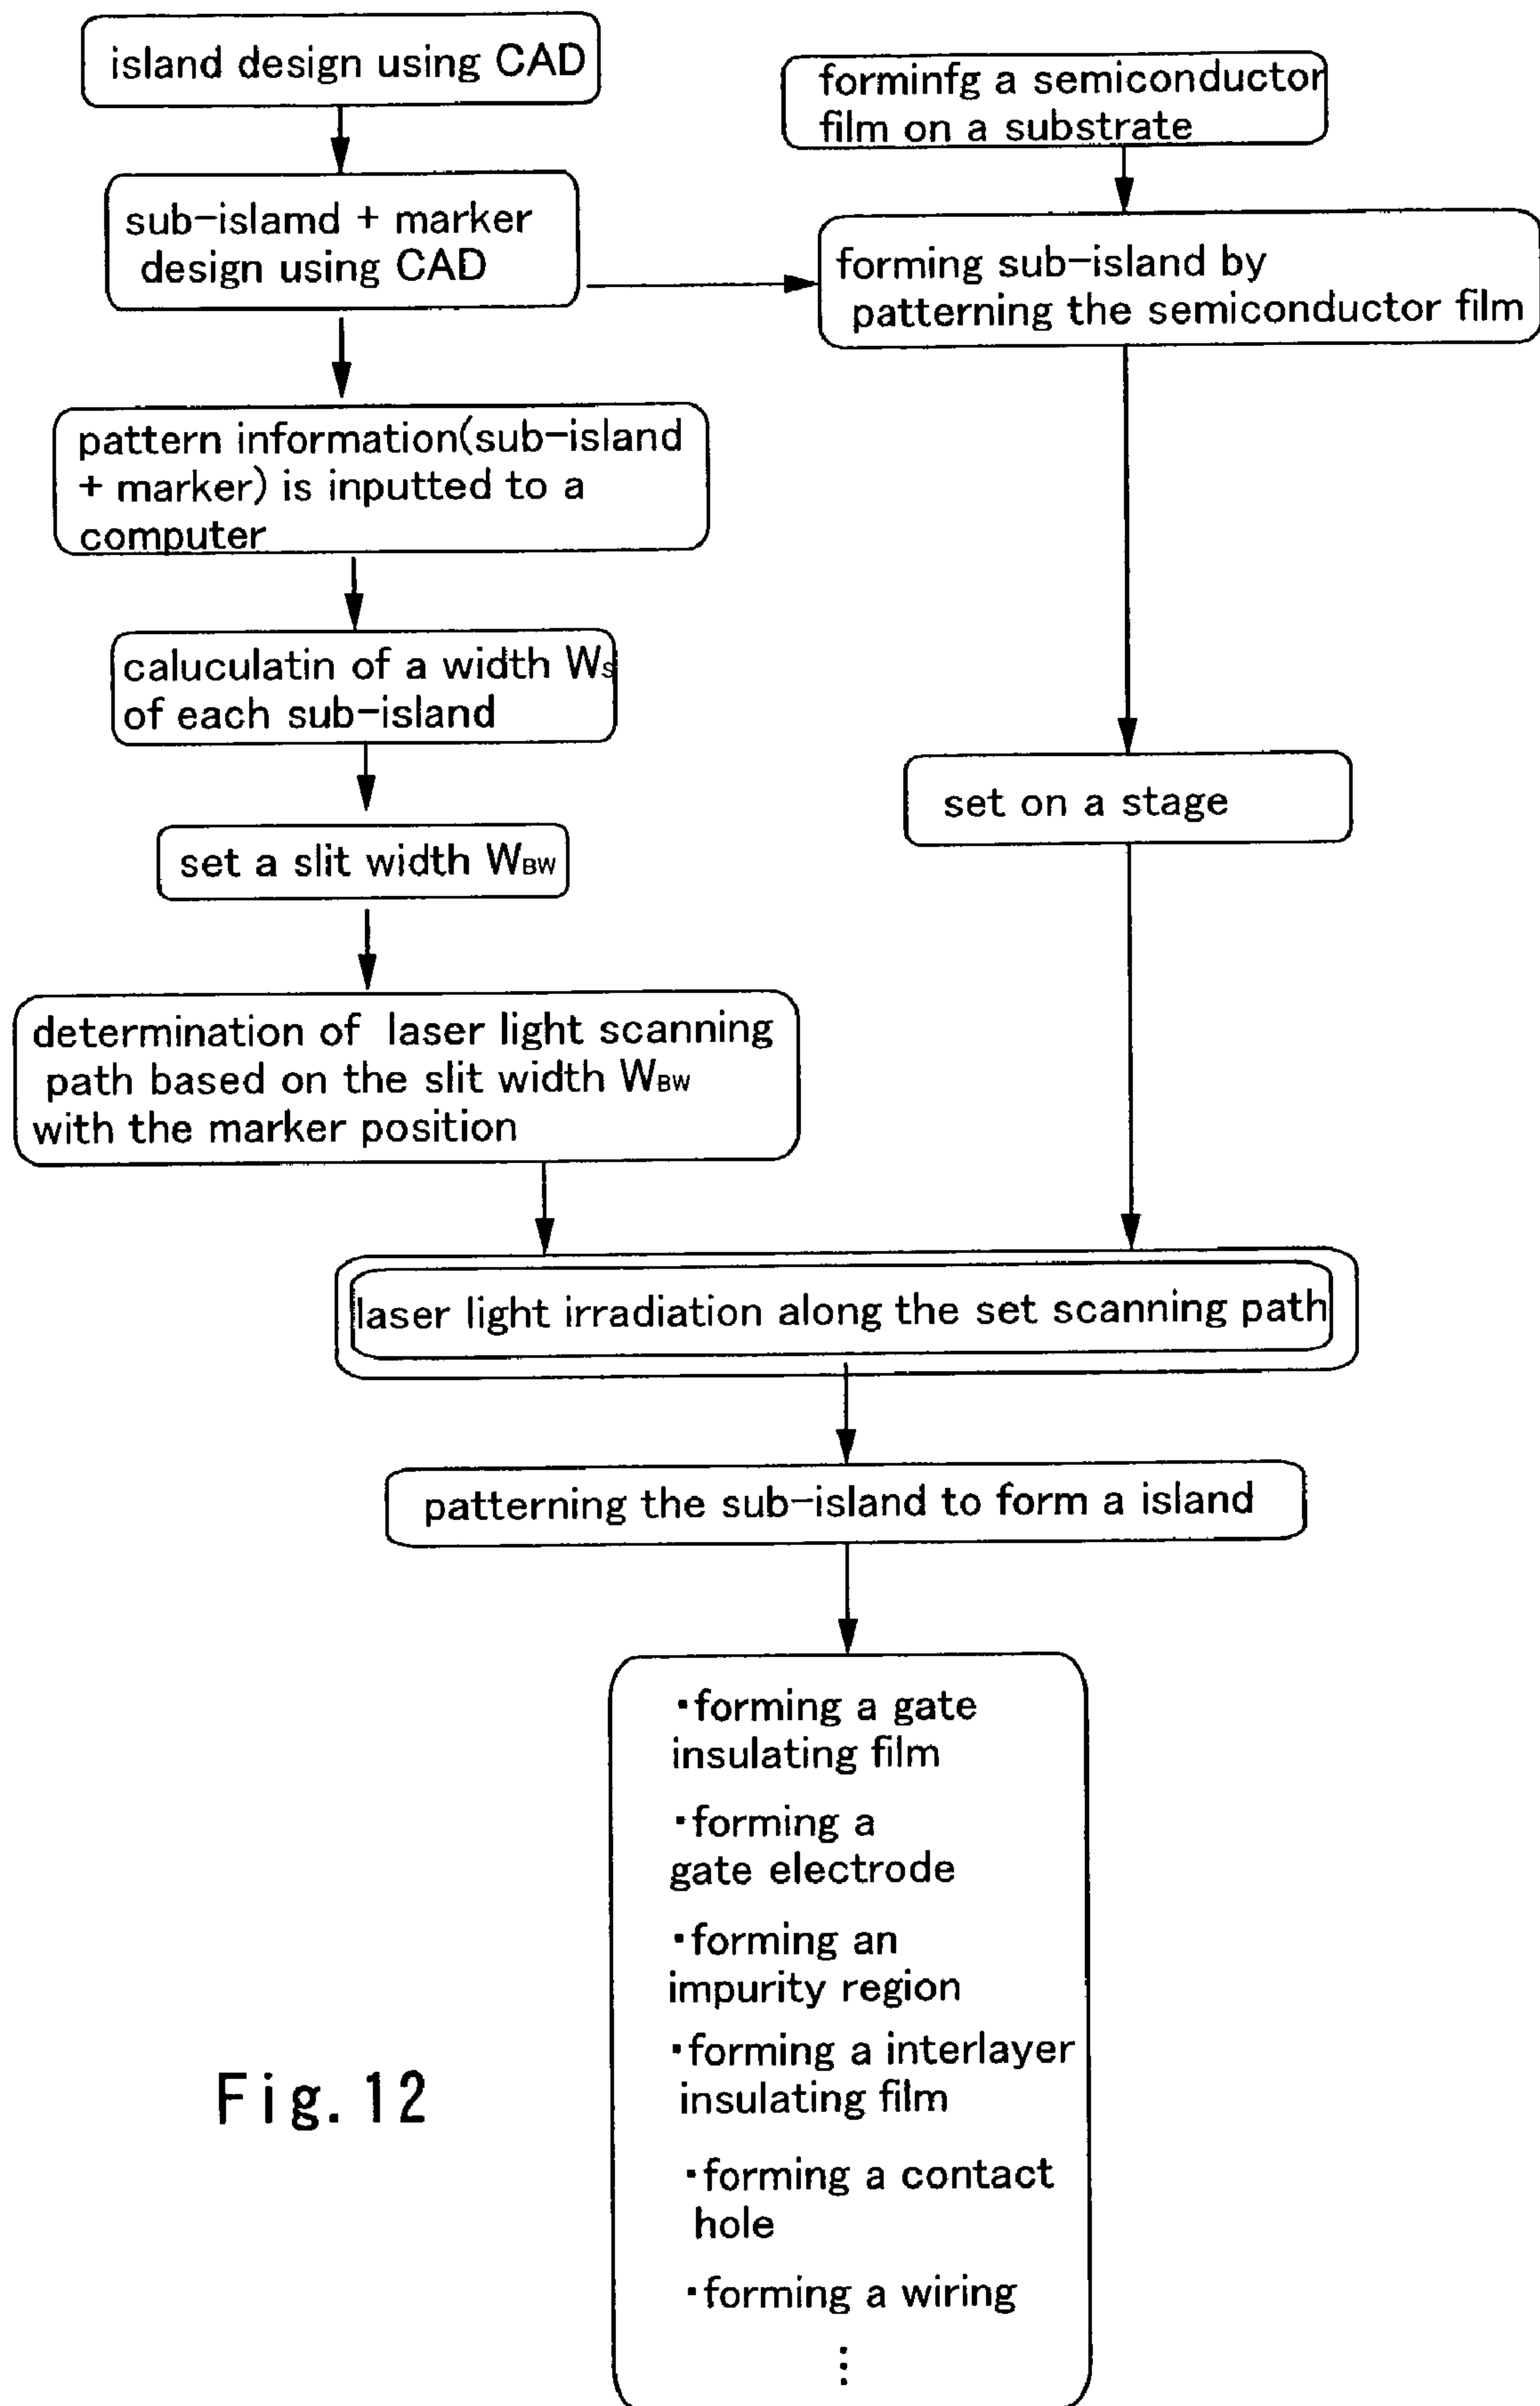 island design using CAD
sub-islamd + marker
design using CAD
pattern information(sub-island
+ marker) is inputted to a
computer
caluculatin of a width Ws
of each sub-island
set a slit width WBW
determination of laser light scanning
path based on the slit width WBW
with the marker position
forminfg a semiconductor
film on a substrate
forming sub-island by
patterning the semiconductor film
set on a stage
laser light irradiation along the set scanning path
patterning the sub-island to form a island
・forming a gate
insulating film
・forming a
gate electrode
・forming an
impurity region
・forming a interlayer
insulating film
・forming a contact
hole
・forming a wiring
⋮
Fig. 12